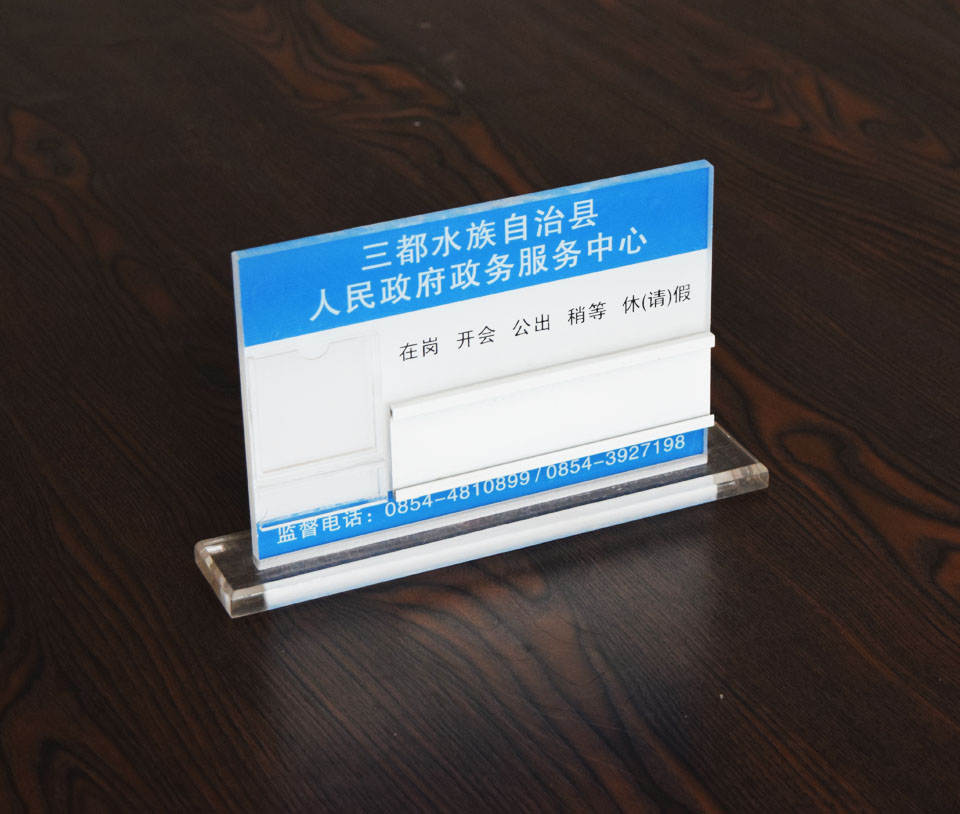 三都水族自治县
人民政府政务服务中心
在岗 开会 公出 稍等 休(请)假
监督电话：0854-4810899/0854-3927198